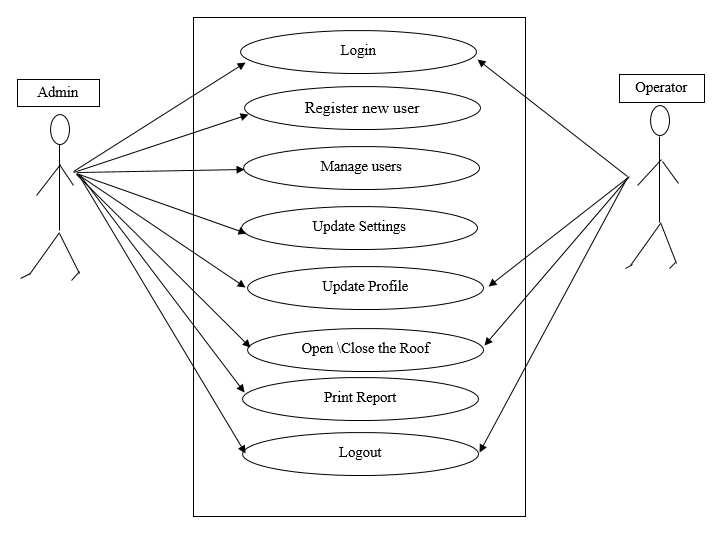 Admin
Operator
Login
Register new user
Manage users
Update Settings
Update Profile
Open \Close the Roof
Print Report
Logout